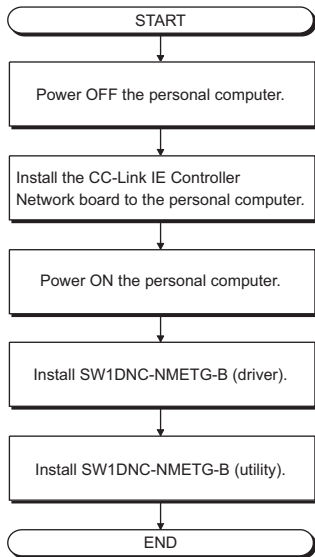 START
Power OFF the personal computer.
Install the CC-Link IE Controller
Network board to the personal computer.
Power ON the personal computer.
Install SW1DNC-NMETG-B (driver).
Install SW1DNC-NMETG-B (utility).
END